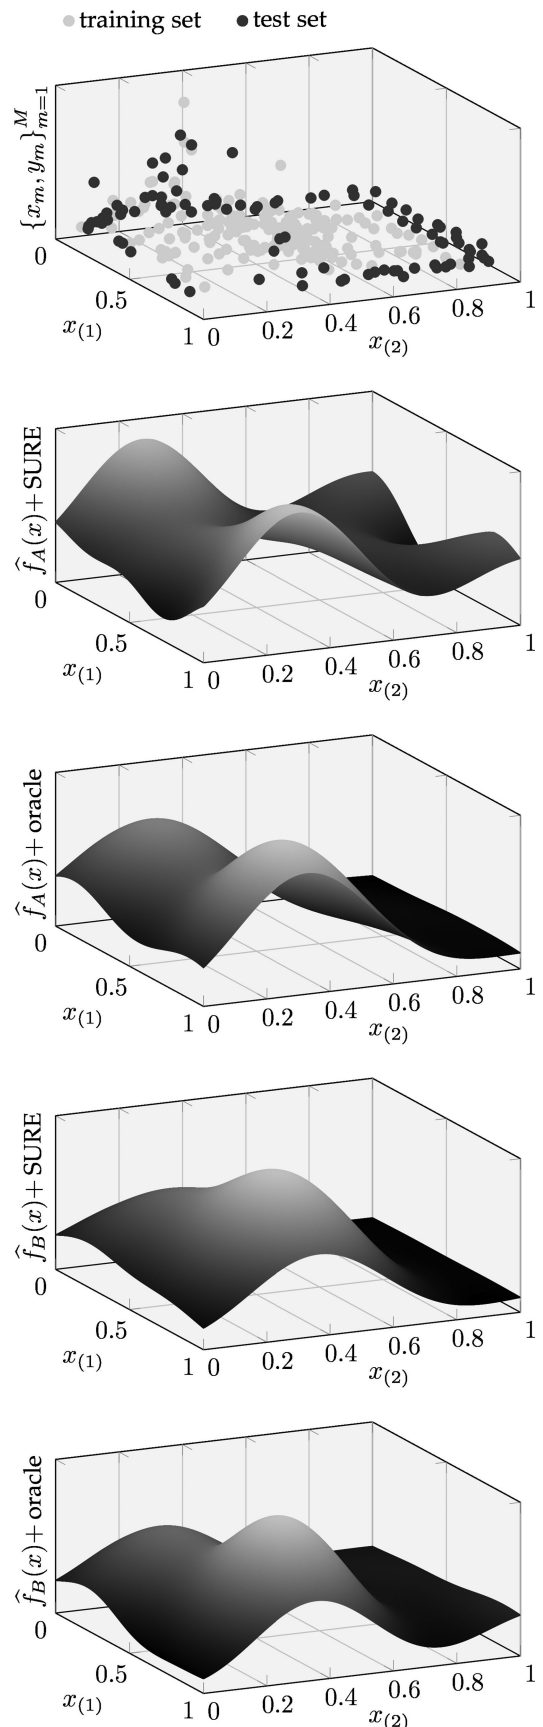 training set test set
{x_m, y_m}_{m=1}^M
0
0.5
1
x_(1)
0 0.2 0.4 0.6 0.8 1
x_(2)
f̂_A(x)+ SURE
0
0.5
1
x_(1)
0 0.2 0.4 0.6 0.8 1
x_(2)
f̂_A(x)+ oracle
0
0.5
1
x_(1)
0 0.2 0.4 0.6 0.8 1
x_(2)
f̂_B(x)+ SURE
0
0.5
1
x_(1)
0 0.2 0.4 0.6 0.8 1
x_(2)
f̂_B(x)+ oracle
0
0.5
1
x_(1)
0 0.2 0.4 0.6 0.8 1
x_(2)